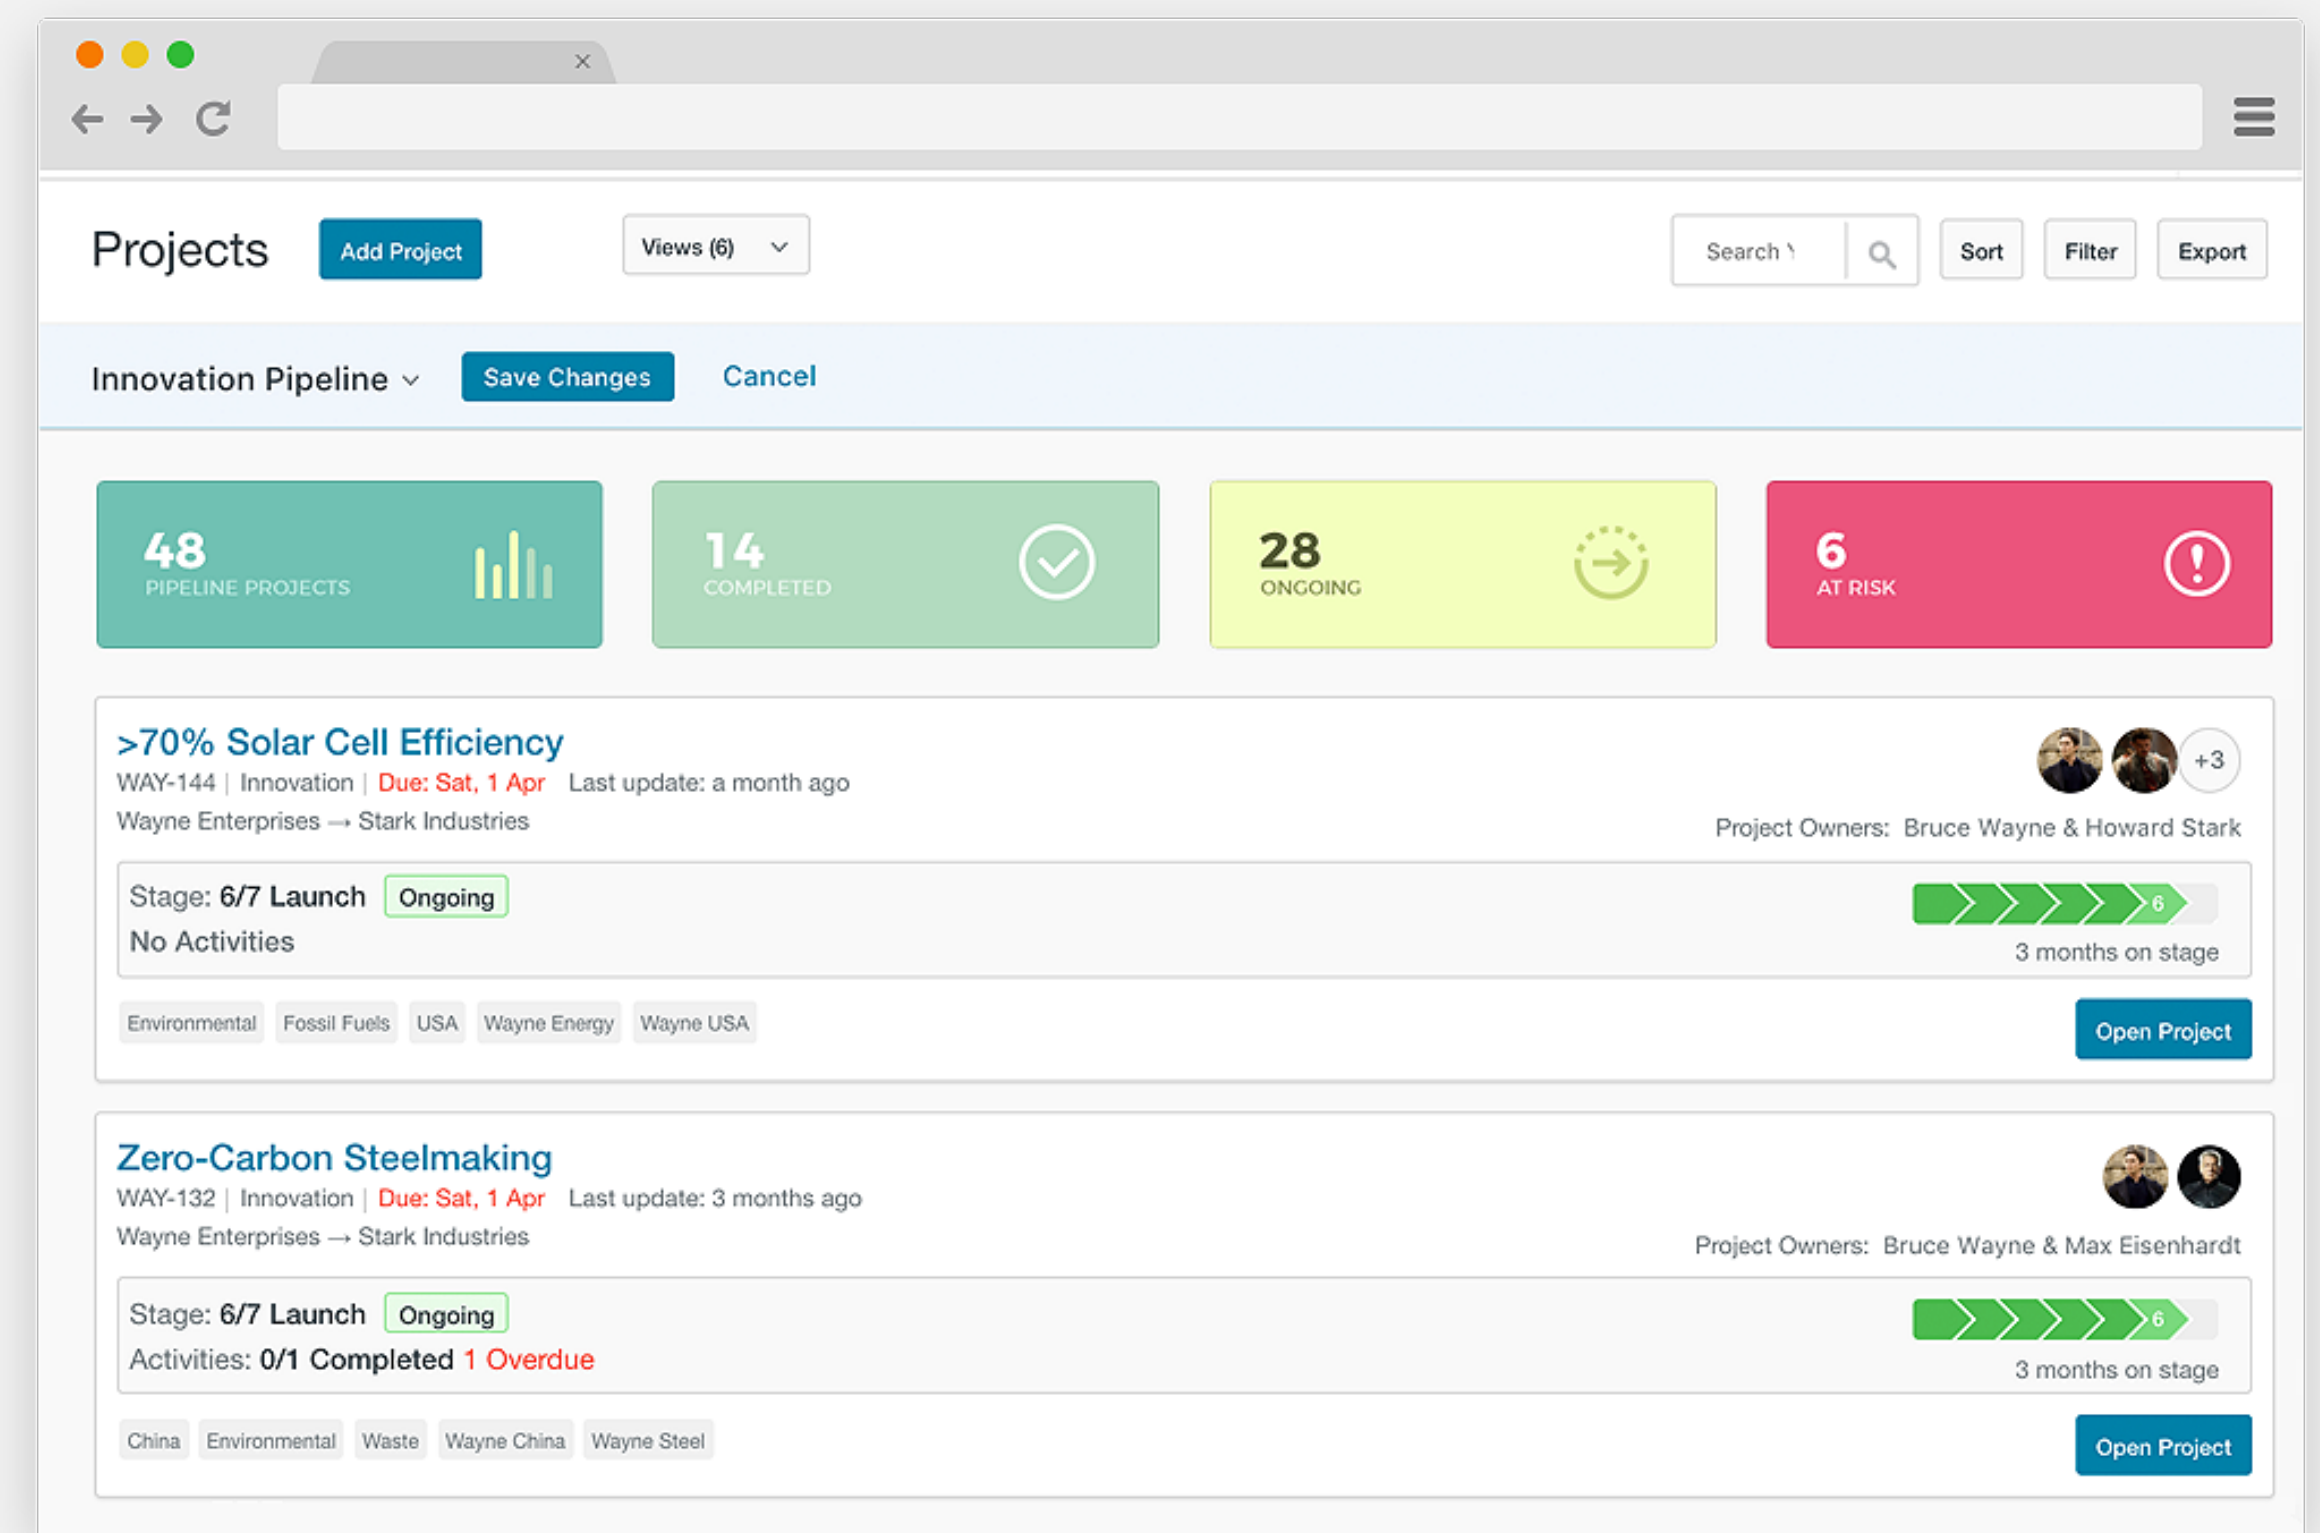 Projects
Add Project
Views (6)
Search
Sort
Filter
Export
Innovation Pipeline
Save Changes
Cancel
48
PIPELINE PROJECTS
14
COMPLETED
28
ONGOING
6
AT RISK
>70% Solar Cell Efficiency
WAY-144 | Innovation | Due: Sat, 1 Apr Last update: a month ago
Wayne Enterprises → Stark Industries
+3
Project Owners: Bruce Wayne & Howard Stark
Stage: 6/7 Launch Ongoing
No Activities
6
3 months on stage
Environmental Fossil Fuels USA Wayne Energy Wayne USA
Open Project
Zero-Carbon Steelmaking
WAY-132 | Innovation | Due: Sat, 1 Apr Last update: 3 months ago
Wayne Enterprises → Stark Industries
Project Owners: Bruce Wayne & Max Eisenhardt
Stage: 6/7 Launch Ongoing
Activities: 0/1 Completed 1 Overdue
6
3 months on stage
China Environmental Waste Wayne China Wayne Steel
Open Project